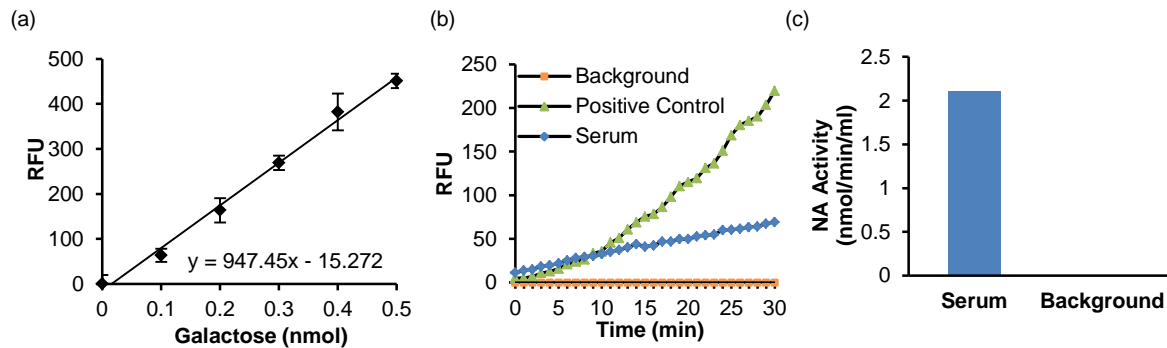 (a)
RFU
500
400
300
200
100
0
0 0.1 0.2 0.3 0.4 0.5
y = 947.45x - 15.272
Galactose (nmol)
(b)
RFU
250
200
150
100
50
0
Background
Positive Control
Serum
0 5 10 15 20 25 30
Time (min)
(c)
NA Activity
(nmol/min/ml)
2.5
2
1.5
1
0.5
0
Serum Background